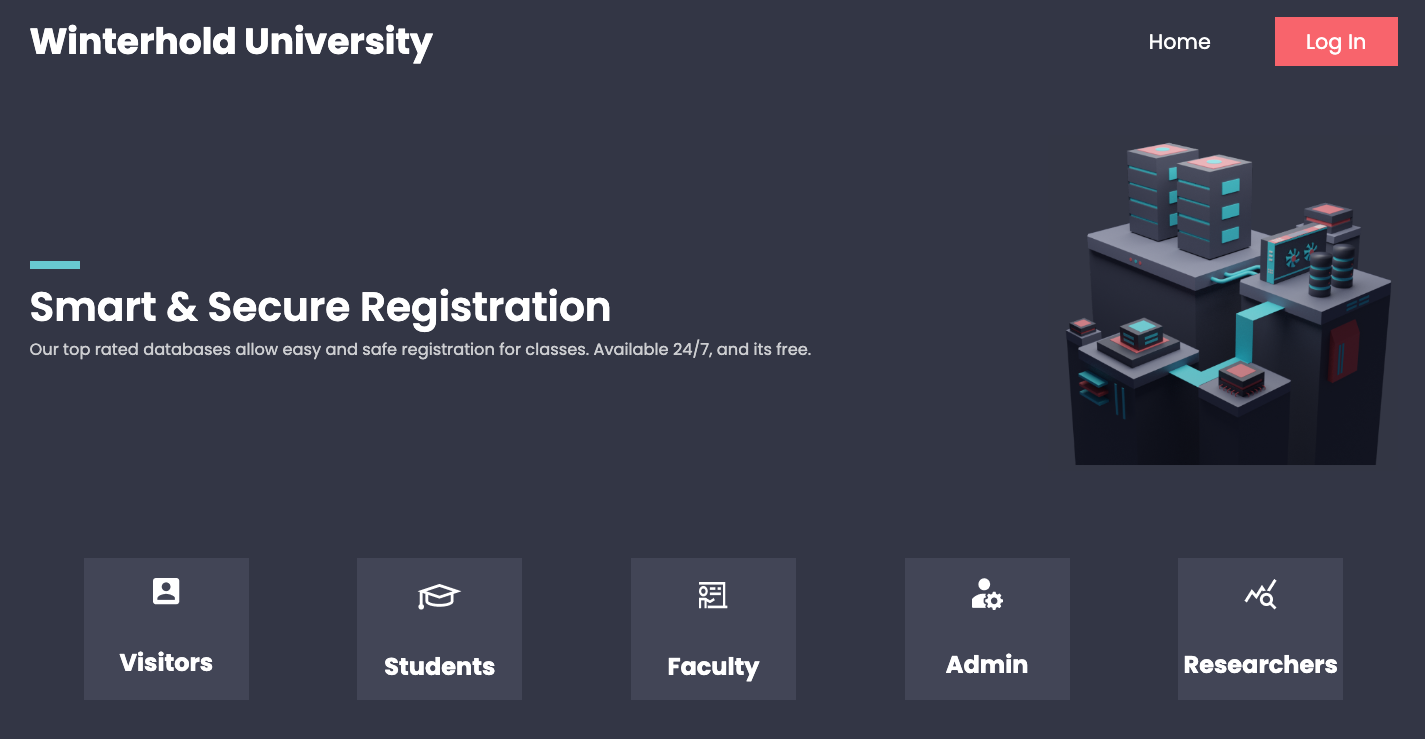 Winterhold University
Home
Log In
Smart & Secure Registration
Our top rated databases allow easy and safe registration for classes. Available 24/7, and its free.
Visitors
Students
Faculty
Admin
Researchers